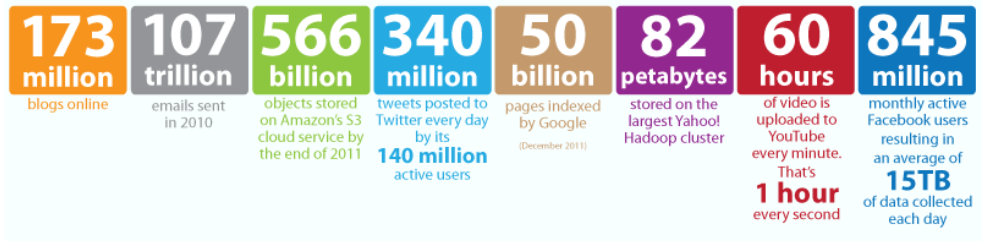 173
million
blogs online
107
trillion
emails sent
in 2010
566
billion
objects stored
on Amazon's S3
cloud service by
the end of 2011
340
million
tweets posted to
Twitter every day
by its
140 million
active users
50
billion
pages indexed
by Google
(December 2011)
82
petabytes
stored on the
largest Yahoo!
Hadoop cluster
60
hours
of video is
uploaded to
YouTube
every minute.
That's
1 hour
every second
845
million
monthly active
Facebook users
resulting in
an average of
15TB
of data collected
each day